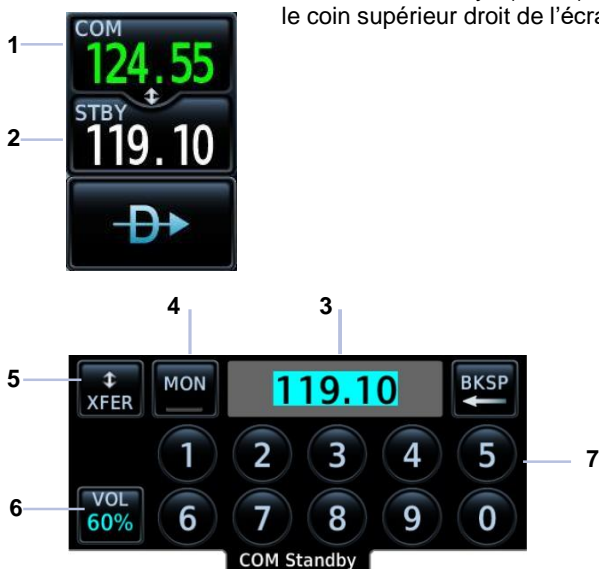 le coin supérieur droit de l'écra
1
COM
124.55
2
STBY
119.10
D
4 3
5
XFER MON 119.10 BKSP
1 2 3 4 5
7
6
VOL
60%
6 7 8 9 0
COM Standby